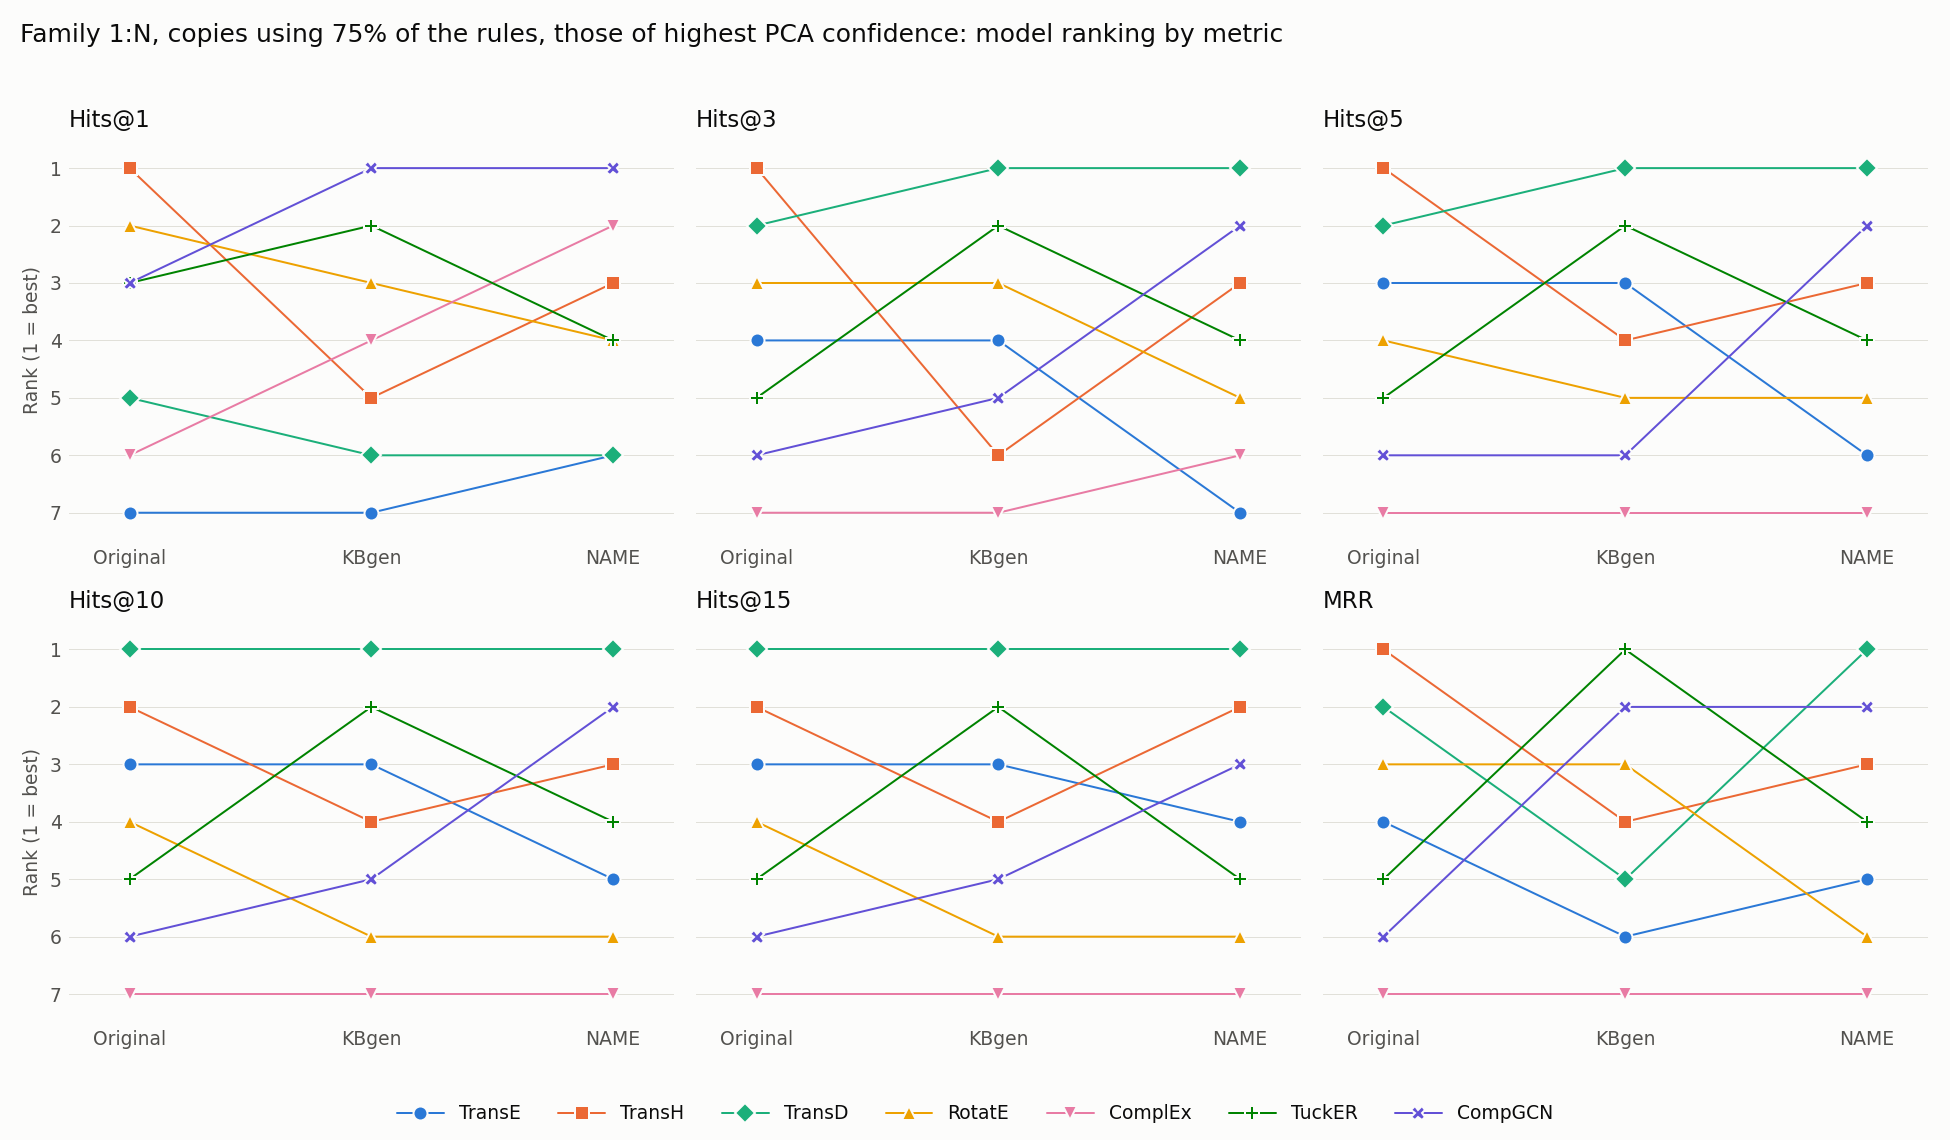 Family 1:N, copies using 75% of the rules, those of highest PCA confidence: model ranking by metric
Hits@1
Hits@3
Hits@5
Rank (1 = best)
1
2
3
4
5
6
7
Original
KBgen
NAME
Original
KBgen
NAME
Original
KBgen
NAME
Hits@10
Hits@15
MRR
Rank (1 = best)
1
2
3
4
5
6
7
Original
KBgen
NAME
Original
KBgen
NAME
Original
KBgen
NAME
TransE
TransH
TransD
RotatE
ComplEx
TuckER
CompGCN